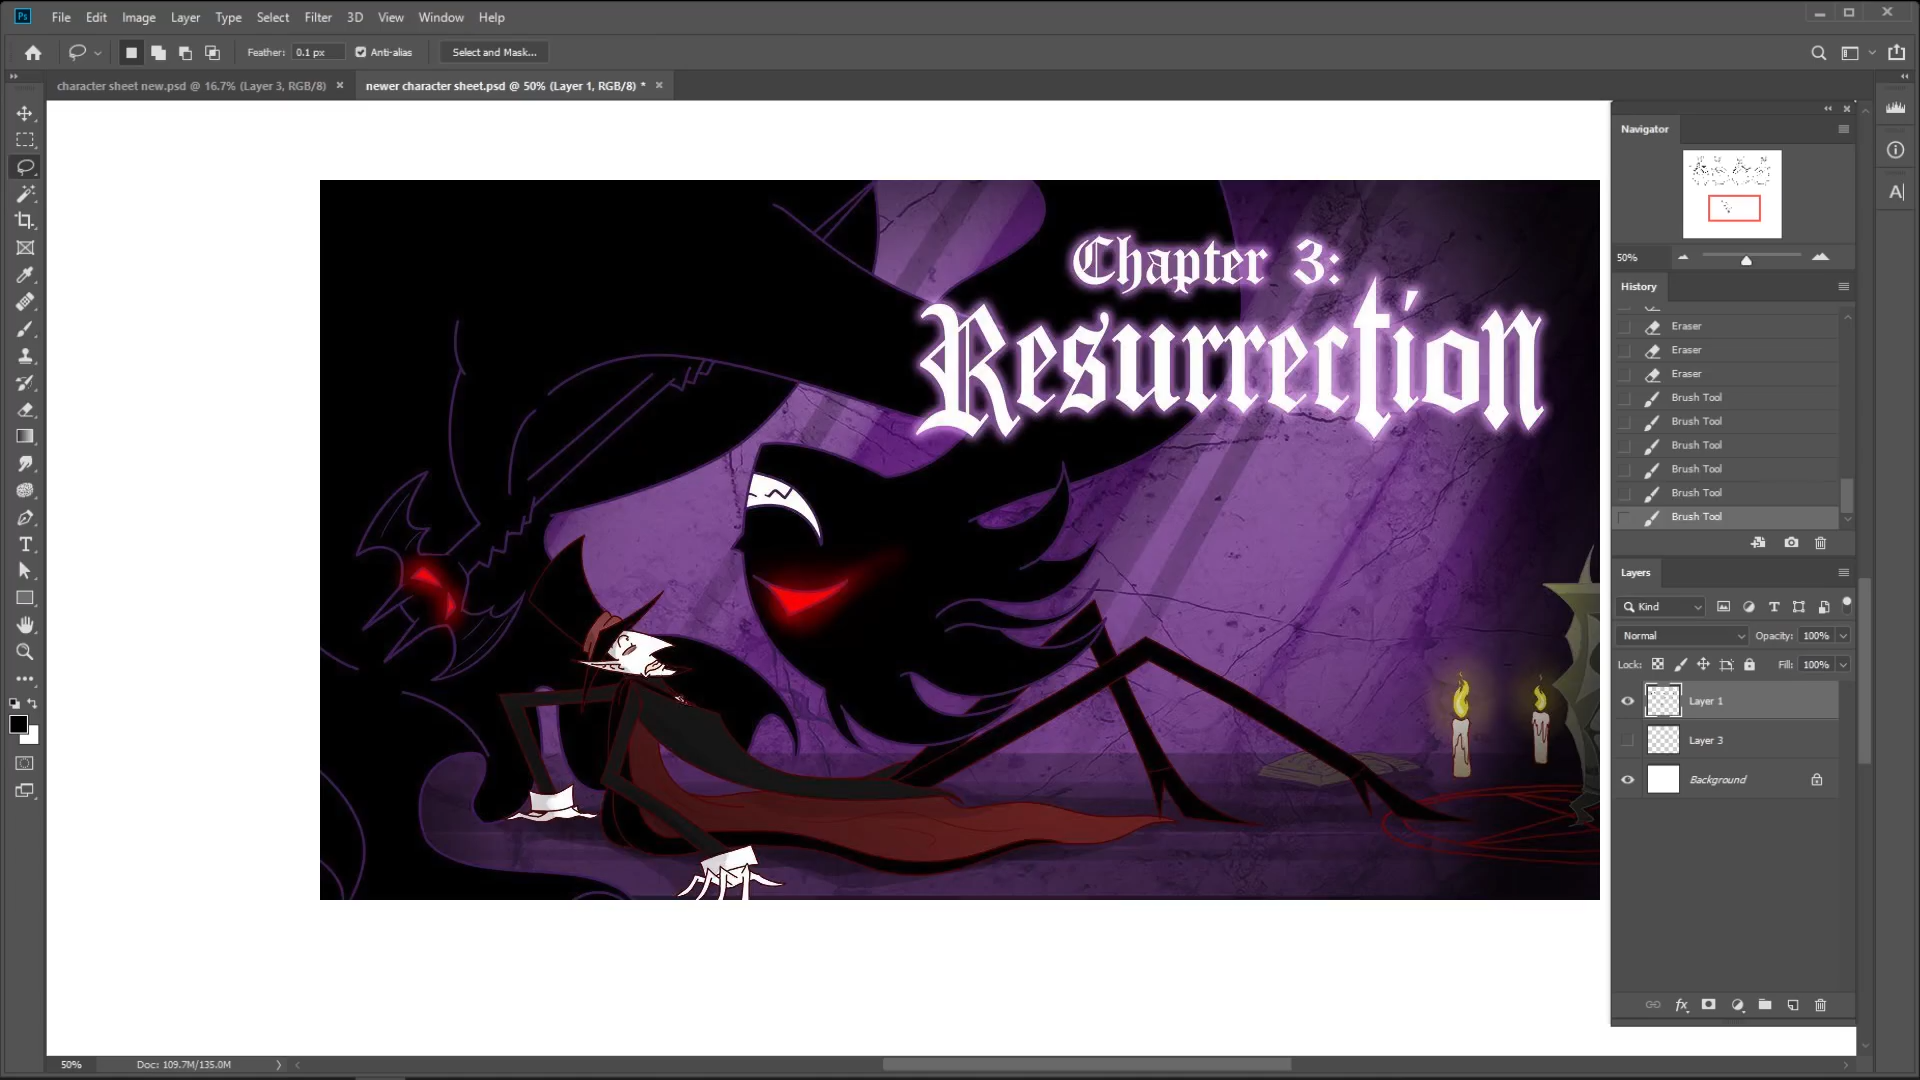 Ps File Edit Image Layer Type Select Filter 3D View Window Help
Feather: 0.1 px Anti-alias Select and Mask...
character sheet new.psd @ 16.7% (Layer 3, RGB/8) × newer character sheet.psd @ 50% (Layer 1, RGB/8) * ×
Navigator
50%
History
Eraser
Eraser
Eraser
Brush Tool
Brush Tool
Brush Tool
Brush Tool
Brush Tool
Brush Tool
Layers
Kind
Normal Opacity: 100%
Lock: Fill: 100%
Layer 1
Layer 3
Background
fx
Chapter 3:
Resurrection
50% Doc: 109.7M/135.0M